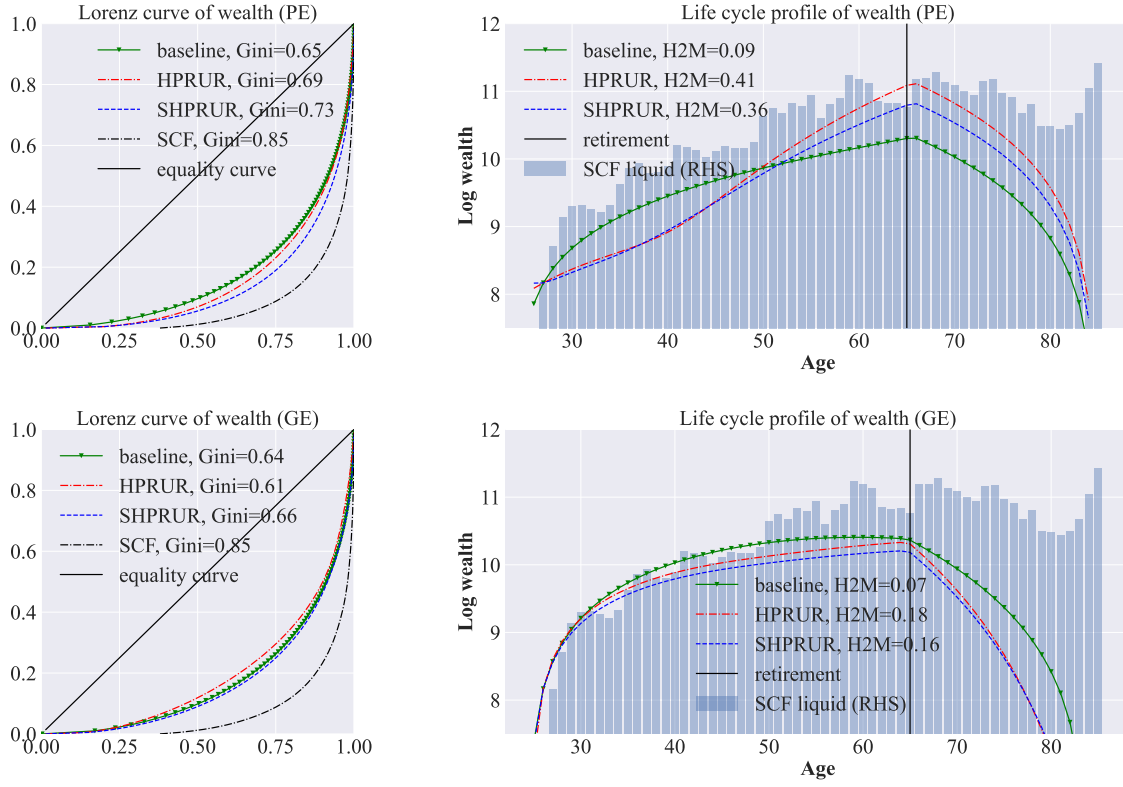 Lorenz curve of wealth (PE)
1.0
0.8
0.6
0.4
0.2
0.0
baseline, Gini=0.65
HPRUR, Gini=0.69
SHPRUR, Gini=0.73
SCF, Gini=0.85
equality curve
0.00 0.25 0.50 0.75 1.00
Life cycle profile of wealth (PE)
12
11
10
9
8
Log wealth
baseline, H2M=0.09
HPRUR, H2M=0.41
SHPRUR, H2M=0.36
retirement
SCF liquid (RHS)
30 40 50 60 70 80
Age
Lorenz curve of wealth (GE)
1.0
0.8
0.6
0.4
0.2
0.0
baseline, Gini=0.64
HPRUR, Gini=0.61
SHPRUR, Gini=0.66
SCF, Gini=0.85
equality curve
0.00 0.25 0.50 0.75 1.00
Life cycle profile of wealth (GE)
12
11
10
9
8
Log wealth
baseline, H2M=0.07
HPRUR, H2M=0.18
SHPRUR, H2M=0.16
retirement
SCF liquid (RHS)
30 40 50 60 70 80
Age